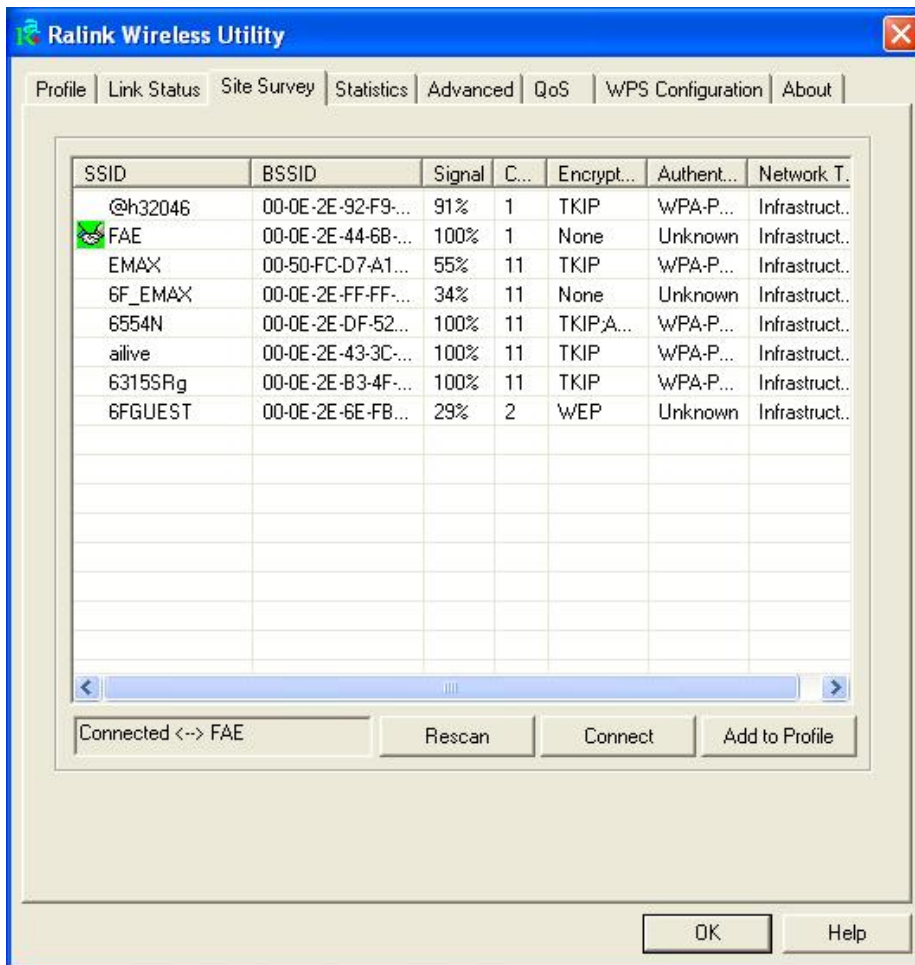 Ralink Wireless Utility
Profile Link Status Site Survey Statistics Advanced QoS WPS Configuration About
SSID BSSID Signal C... Encrypt... Authent... Network T.
@h32046 00-0E-2E-92-F9-... 91% 1 TKIP WPA-P... Infrastruct..
FAE 00-0E-2E-44-6B-... 100% 1 None Unknown Infrastruct..
EMAX 00-50-FC-D7-A1... 55% 11 TKIP WPA-P... Infrastruct..
6F_EMAX 00-0E-2E-FF-FF-... 34% 11 None Unknown Infrastruct..
6554N 00-0E-2E-DF-52... 100% 11 TKIP;A... WPA-P... Infrastruct..
ailive 00-0E-2E-43-3C-... 100% 11 TKIP WPA-P... Infrastruct..
6315SRg 00-0E-2E-B3-4F-... 100% 11 TKIP WPA-P... Infrastruct..
6FGUEST 00-0E-2E-6E-FB... 29% 2 WEP Unknown Infrastruct..
Connected <--> FAE Rescan Connect Add to Profile
OK Help